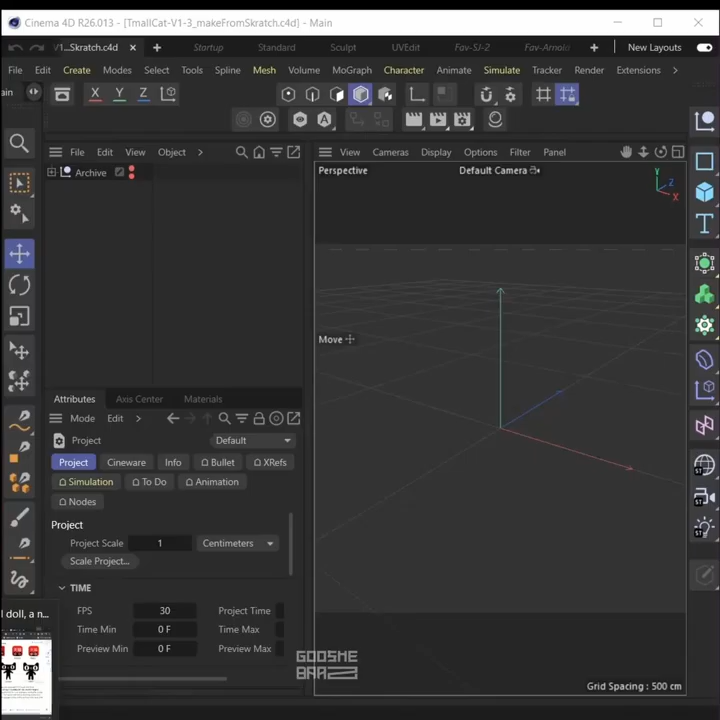 Cinema 4D R26.013 - [TmallCat-V1-3_makeFromSkratch.c4d] - Main
V1...Skratch.c4d Startup Standard Sculpt UVEdit Fav-SJ-2 Fav-Arnolo New Layouts
File Edit Create Modes Select Tools Spline Mesh Volume MoGraph Character Animate Simulate Tracker Render Extensions
ain X Y Z
File Edit View Object
View Cameras Display Options Filter Panel
Archive
Perspective Default Camera
Y
Z
X
Move
Attributes Axis Center Materials
Mode Edit
Project Default
Project Cineware Info Bullet XRefs
Simulation To Do Animation
Nodes
Project
Project Scale 1 Centimeters
Scale Project...
TIME
FPS 30 Project Time
Time Min 0 F Time Max
Preview Min 0 F Preview Max
l doll, a n...
GOOSHE
BRAZ
Grid Spacing : 500 cm
ST
ST
ST